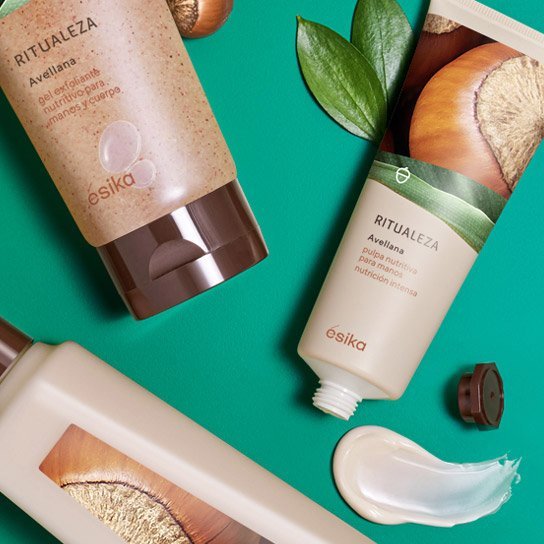 RITUALEZA
Avellana
gel exfoliante
nutritivo para
manos y cuerpo
ésika
RITUALEZA
Avellana
pulpa nutritiva
para manos
nutrición intensa
ésika